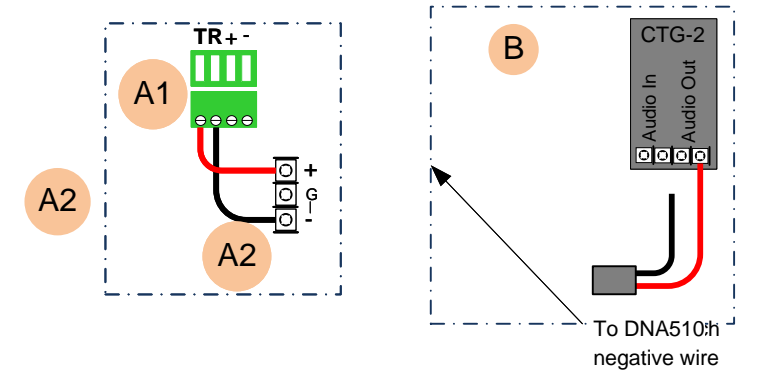 TR+-
A1
+
G
-
A2
A2
B
CTG-2
Audio In
Audio Out
To DNA510:h
negative wire